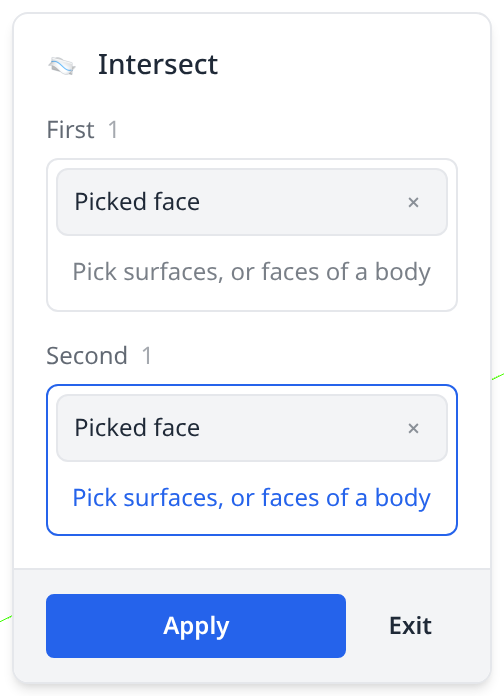 Intersect
First 1
Picked face ×
Pick surfaces, or faces of a body
Second 1
Picked face ×
Pick surfaces, or faces of a body
Apply Exit